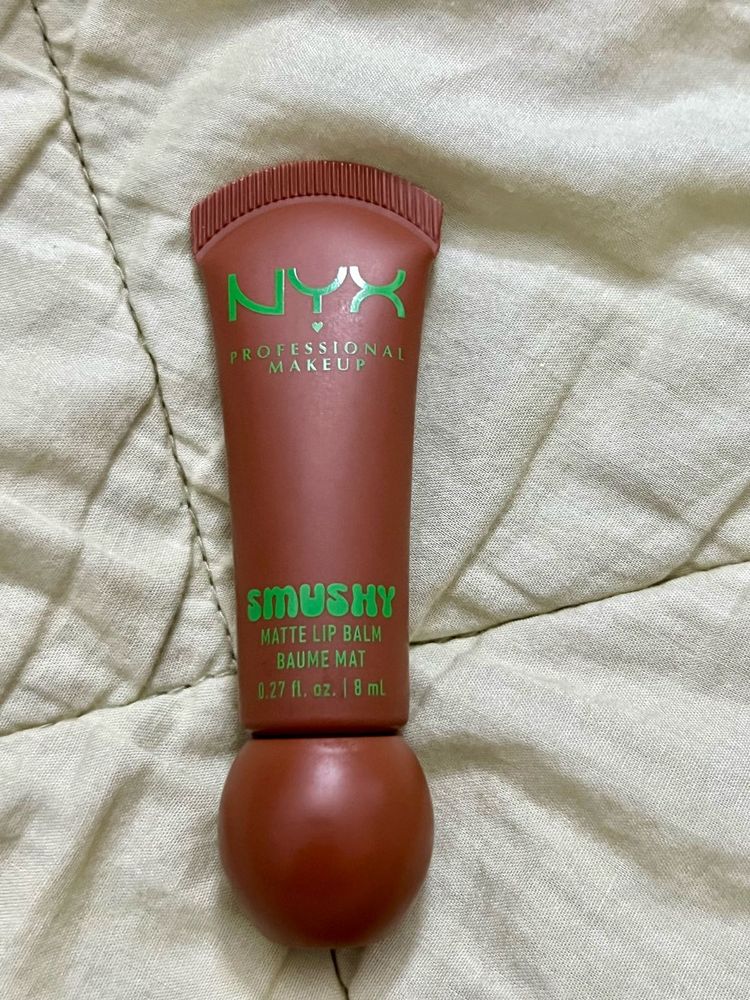 NYX
PROFESSIONAL
MAKEUP
SMUSHY
MATTE LIP BALM
BAUME MAT
0.27 fl. oz. | 8 mL